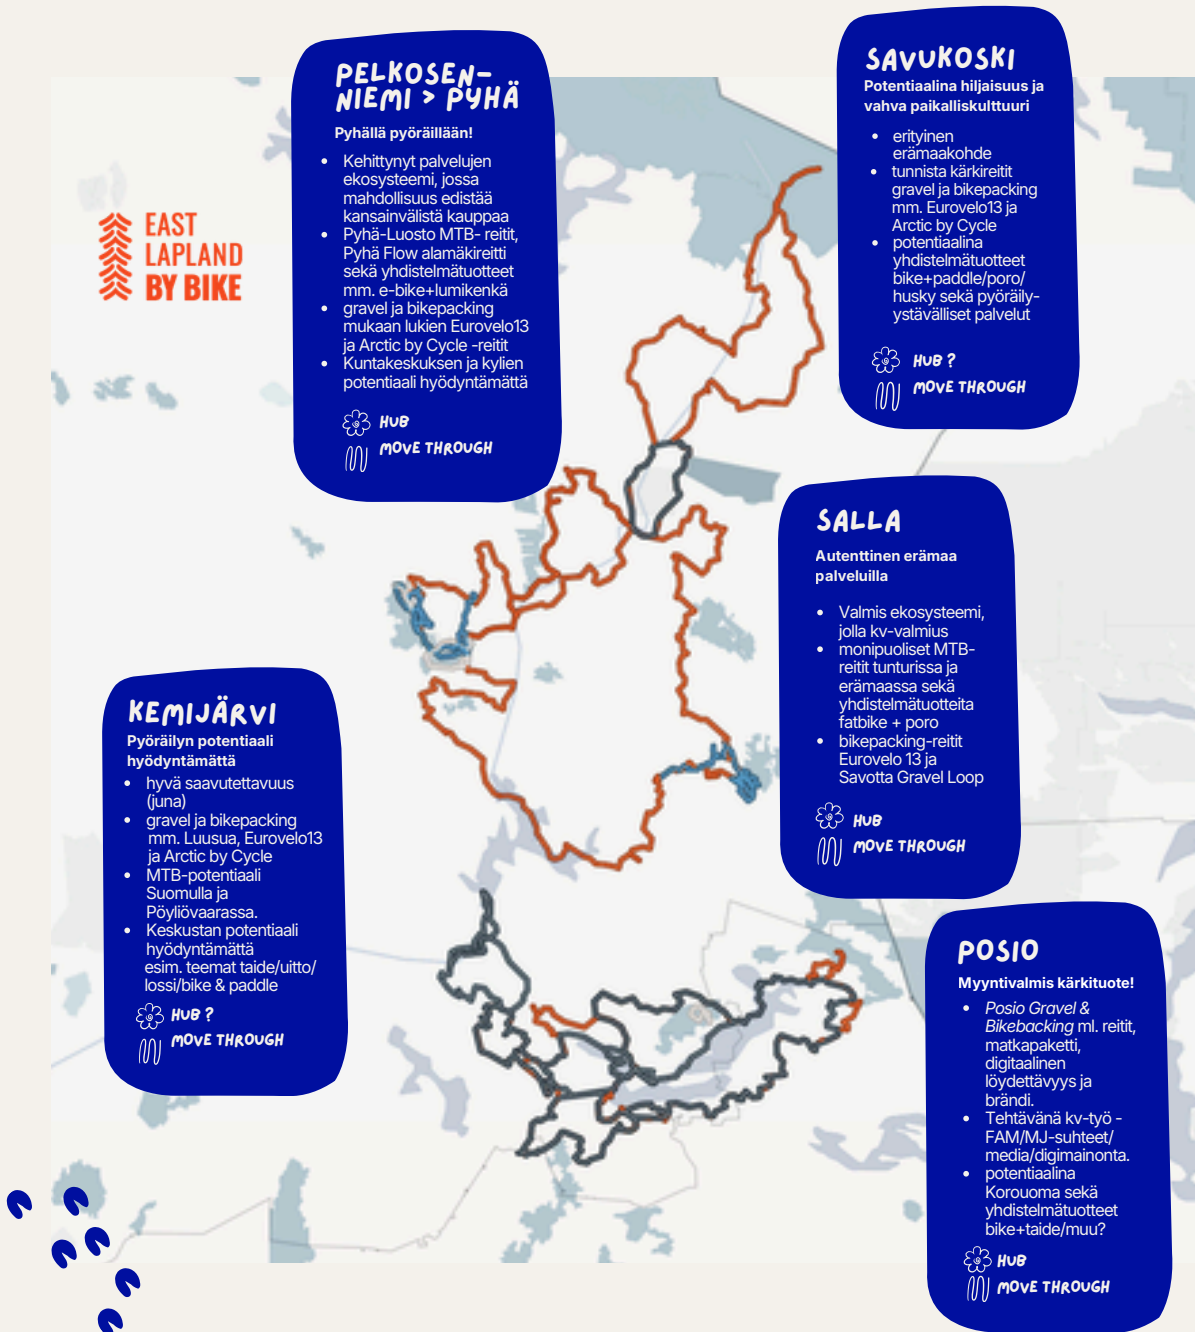 EAST
LAPLAND
BY BIKE
PELKOSEN-
NIEMI > PYHÄ
Pyhällä pyöräillään!
• Kehittynyt palvelujen
ekosysteemi, jossa
mahdollisuus edistää
kansainvälistä kauppaa
• Pyhä-Luosto MTB- reitit,
Pyhä Flow alamäkireitti
sekä yhdistelmätuotteet
mm. e-bike+lumikenkä
• gravel ja bikepacking
mukaan lukien Eurovelo13
ja Arctic by Cycle -reitit
• Kuntakeskuksen ja kylien
potentiaali hyödyntämättä
HUB
MOVE THROUGH
SAVUKOSKI
Potentiaalina hiljaisuus ja
vahva paikalliskulttuuri
• erityinen
erämaakohde
• tunnista kärkireitit
gravel ja bikepacking
mm. Eurovelo13 ja
Arctic by Cycle
• potentiaalina
yhdistelmätuotteet
bike+paddle/poro/
husky sekä pyöräily-
ystävälliset palvelut
HUB ?
MOVE THROUGH
SALLA
Autenttinen erämaa
palveluilla
• Valmis ekosysteemi,
jolla kv-valmius
• monipuoliset MTB-
reitit tunturissa ja
erämaassa sekä
yhdistelmätuotteita
fatbike + poro
• bikepacking-reitit
Eurovelo 13 ja
Savotta Gravel Loop
HUB
MOVE THROUGH
KEMIJÄRVI
Pyöräilyn potentiaali
hyödyntämättä
• hyvä saavutettavuus
(juna)
• gravel ja bikepacking
mm. Luusua, Eurovelo13
ja Arctic by Cycle
• MTB-potentiaali
Suomulla ja
Pöyliövaarassa.
• Keskustan potentiaali
hyödyntämättä
esim. teemat taide/uitto/
lossi/bike & paddle
HUB ?
MOVE THROUGH
POSIO
Myyntivalmis kärkituote!
• Posio Gravel &
Bikebacking ml. reitit,
matkapaketti,
digitaalinen
löydettävyys ja
brändi.
• Tehtävänä kv-työ -
FAM/MJ-suhteet/
media/digimainonta.
• potentiaalina
Korouoma sekä
yhdistelmätuotteet
bike+taide/muu?
HUB
MOVE THROUGH